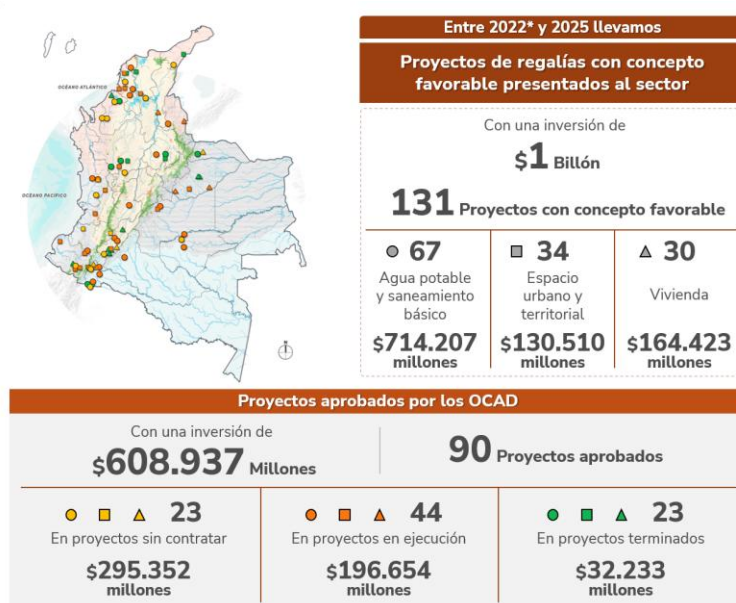 OCÉANO ATLÁNTICO
OCÉANO PACÍFICO
Entre 2022* y 2025 llevamos
Proyectos de regalías con concepto
favorable presentados al sector
Con una inversión de
$1 Billón
131 Proyectos con concepto favorable
67
Agua potable
y saneamiento
básico
$714.207
millones
34
Espacio
urbano y
territorial
$130.510
millones
30
Vivienda
$164.423
millones
Proyectos aprobados por los OCAD
Con una inversión de
$608.937 Millones
90 Proyectos aprobados
23
En proyectos sin contratar
$295.352
millones
44
En proyectos en ejecución
$196.654
millones
23
En proyectos terminados
$32.233
millones